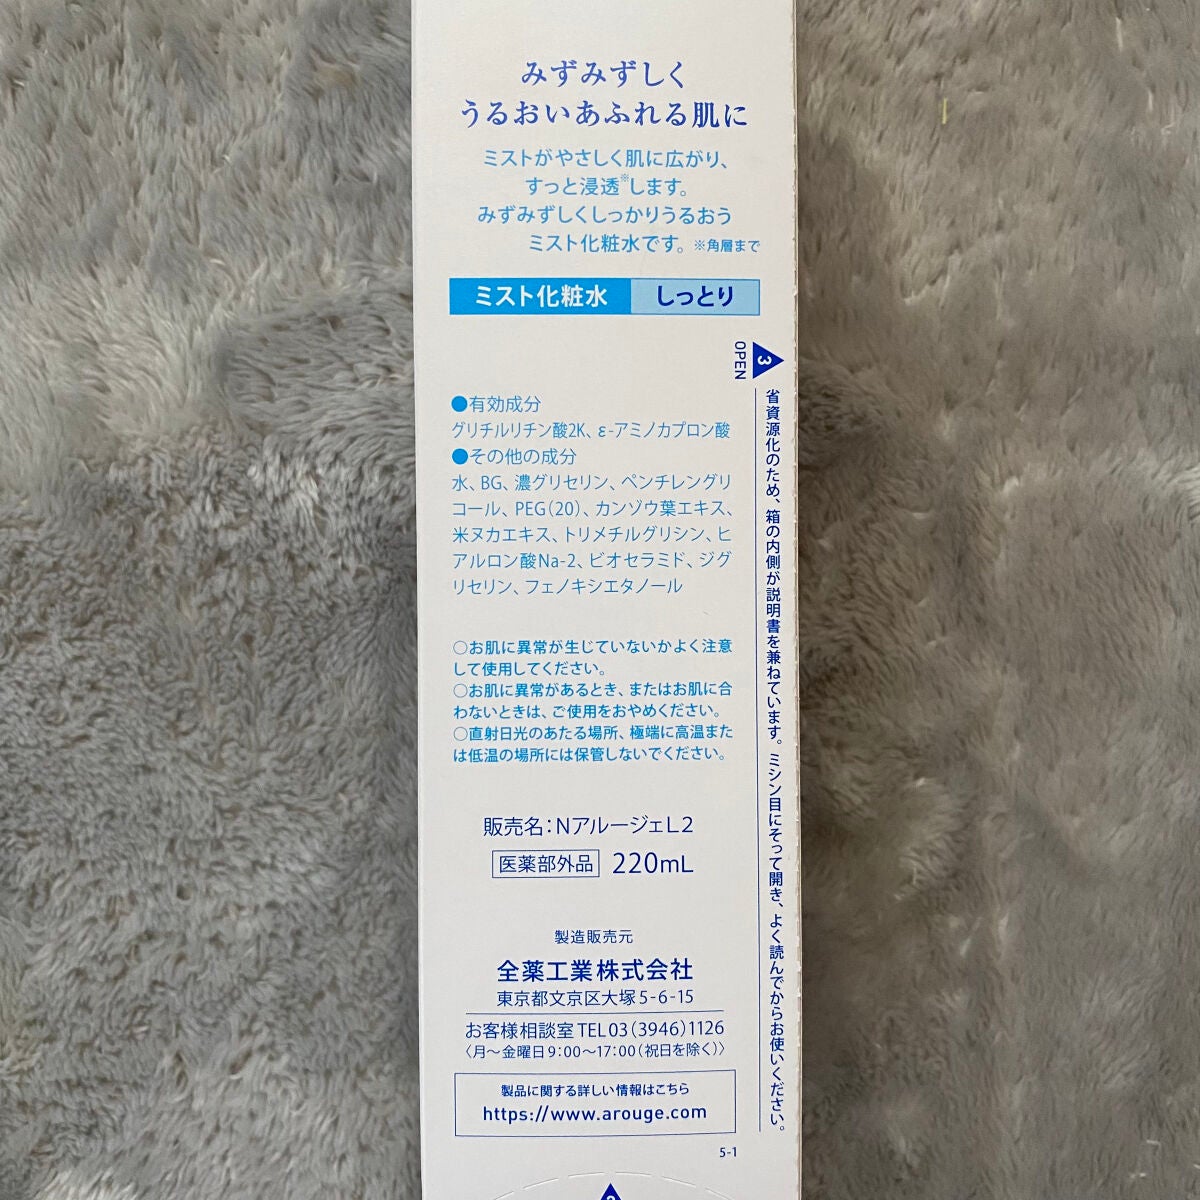 みずみずしく
うるおいあふれる肌に
ミストがやさしく肌に広がり、
すっと浸透※します。
みずみずしくしっかりうるおう
ミスト化粧水です。※角層まで
ミスト化粧水 しっとり
3
OPEN
●有効成分
グリチルリチン酸2K、ε-アミノカプロン酸
●その他の成分
水、BG、濃グリセリン、ペンチレングリ
コール、PEG(20)、カンゾウ葉エキス、
米ヌカエキス、トリメチルグリシン、ヒ
アルロン酸Na-2、ビオセラミド、ジグ
リセリン、フェノキシエタノール
○お肌に異常が生じていないかよく注意
して使用してください。
○お肌に異常があるとき、またはお肌に合
わないときは、ご使用をおやめください。
○直射日光のあたる場所、極端に高温また
は低温の場所には保管しないでください。
省資源化のため、箱の内側が説明書を兼ねています。ミシン目にそって開き、よく読んでからお使いください。
販売名：NアルージェL2
医薬部外品 220mL
製造販売元
全薬工業株式会社
東京都文京区大塚5-6-15
お客様相談室 TEL03(3946)1126
〈月〜金曜日9:00〜17:00(祝日を除く)〉
製品に関する詳しい情報はこちら
https://www.arouge.com
5-1